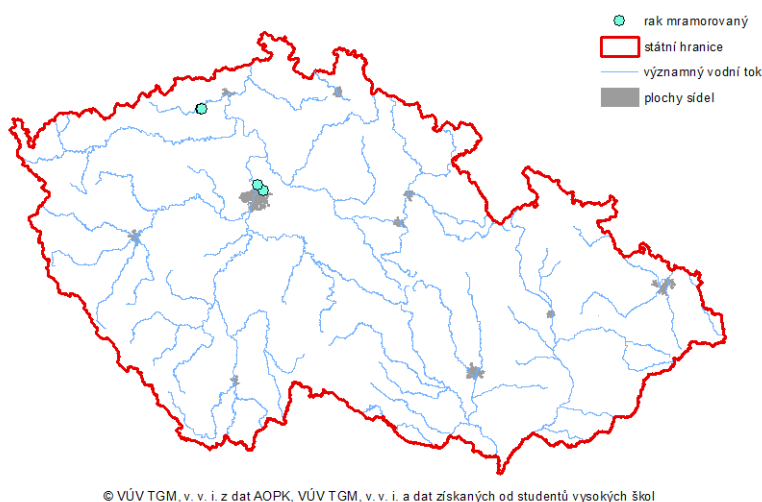 rak mramorovaný
státní hranice
významný vodní tok
plochy sídel
© VÚV TGM, v. v. i. z dat AOPK, VÚV TGM, v. v. i. a dat získaných od studentů vysokých škol